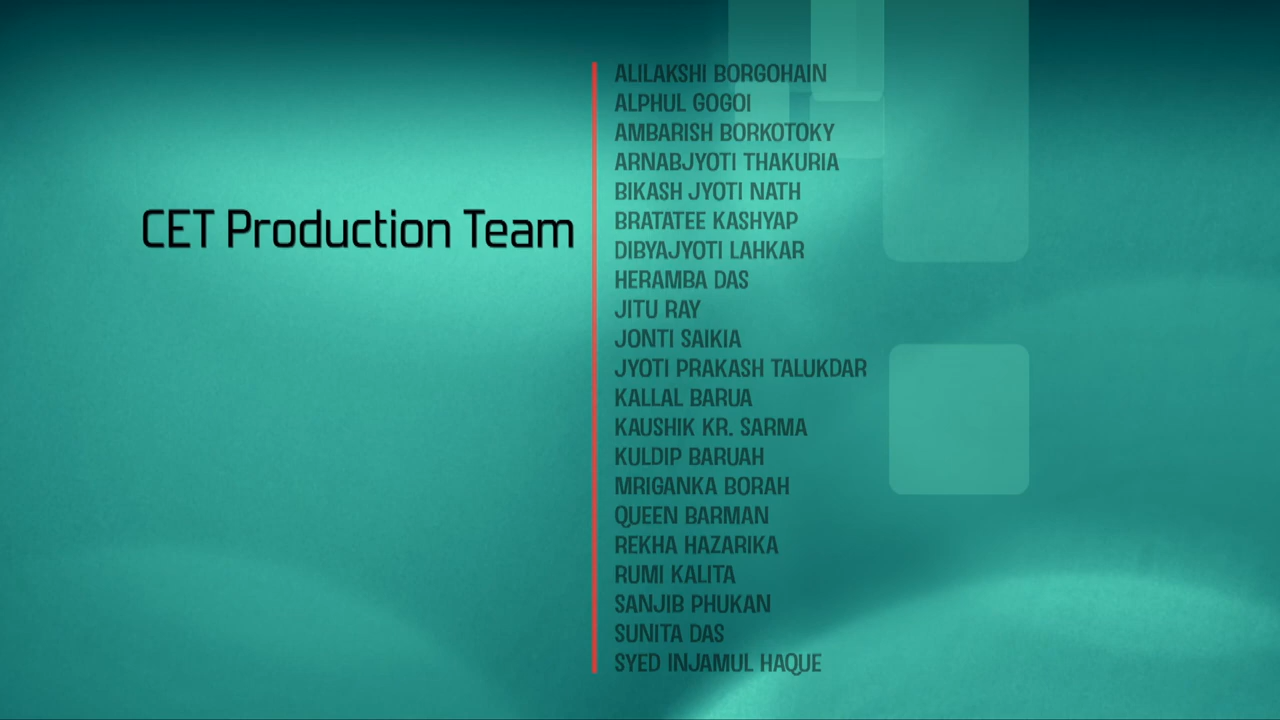 CET Production Team
ALILAKSHI BORGOHAIN
ALPHUL GOGOI
AMBARISH BORKOTOKY
ARNABJYOTI THAKURIA
BIKASH JYOTI NATH
BRATATEE KASHYAP
DIBYAJYOTI LAHKAR
HERAMBA DAS
JITU RAY
JONTI SAIKIA
JYOTI PRAKASH TALUKDAR
KALLAL BARUA
KAUSHIK KR. SARMA
KULDIP BARUAH
MRIGANKA BORAH
QUEEN BARMAN
REKHA HAZARIKA
RUMI KALITA
SANJIB PHUKAN
SUNITA DAS
SYED INJAMUL HAQUE